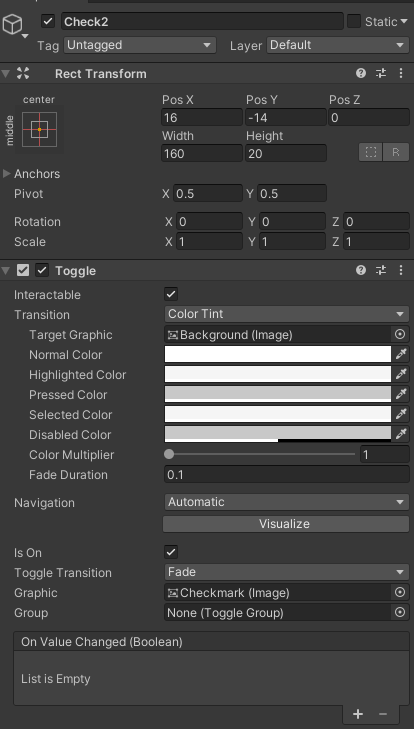 Check2 Static
Tag Untagged Layer Default
Rect Transform
center
middle
Pos X Pos Y Pos Z
16 -14 0
Width Height
160 20 R
Anchors
Pivot X 0.5 Y 0.5
Rotation X 0 Y 0 Z 0
Scale X 1 Y 1 Z 1
Toggle
Interactable
Transition Color Tint
Target Graphic Background (Image)
Normal Color
Highlighted Color
Pressed Color
Selected Color
Disabled Color
Color Multiplier 1
Fade Duration 0.1
Navigation Automatic
Visualize
Is On
Toggle Transition Fade
Graphic Checkmark (Image)
Group None (Toggle Group)
On Value Changed (Boolean)
List is Empty